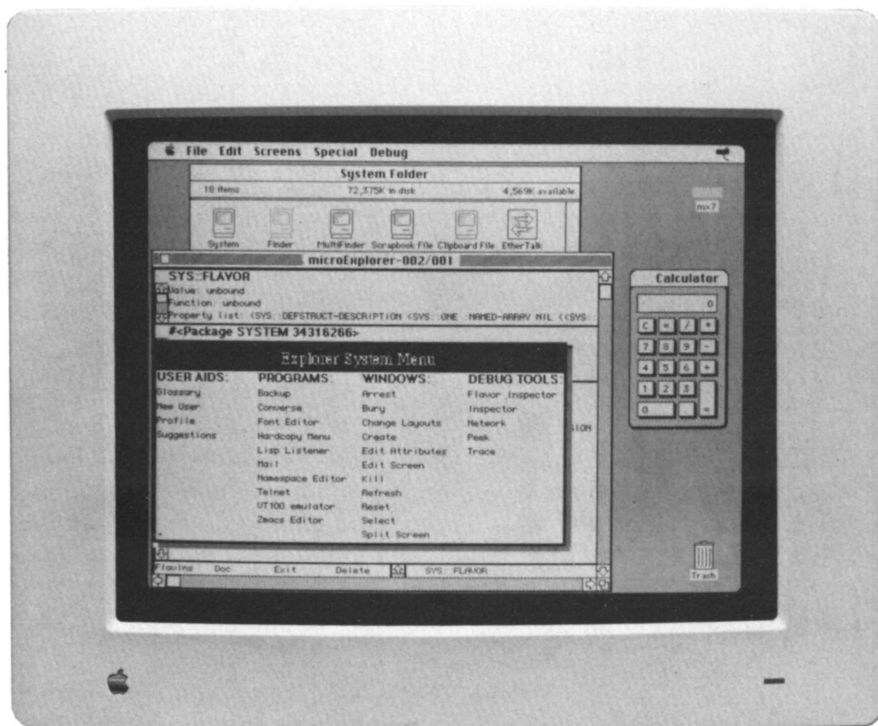 File Edit Screens Special Debug
System Folder
18 items 72,375K in disk 4,569K available
mx7
System Finder MultiFinder Scrapbook File Clipboard File EtherTalk
microExplorer-002/001
Calculator
SYS::FLAVOR
0
Value: unbound
Function: unbound
Property list: (SYS::DEFSTRUCT-DESCRIPTION (SYS::ONE :NAMED-ARRAY NIL ((SYS::
#<Package SYSTEM 34316266>
C = / *
7 8 9 -
4 5 6 +
1 2 3
0 . =
Explorer System Menu
USER AIDS: PROGRAMS: WINDOWS: DEBUG TOOLS:
Glossary Backup Arrest Flavor Inspector
New User Converse Bury Inspector
Profile Font Editor Change Layouts Network
Suggestions Hardcopy Menu Create Peek
Lisp Listener Edit Attributes Trace
Mail Edit Screen
Namespace Editor Kill
Telnet Refresh
VT100 emulator Reset
Zmacs Editor Select
Split Screen
Flavins Doc Exit Delete SYS::FLAVOR
Trash